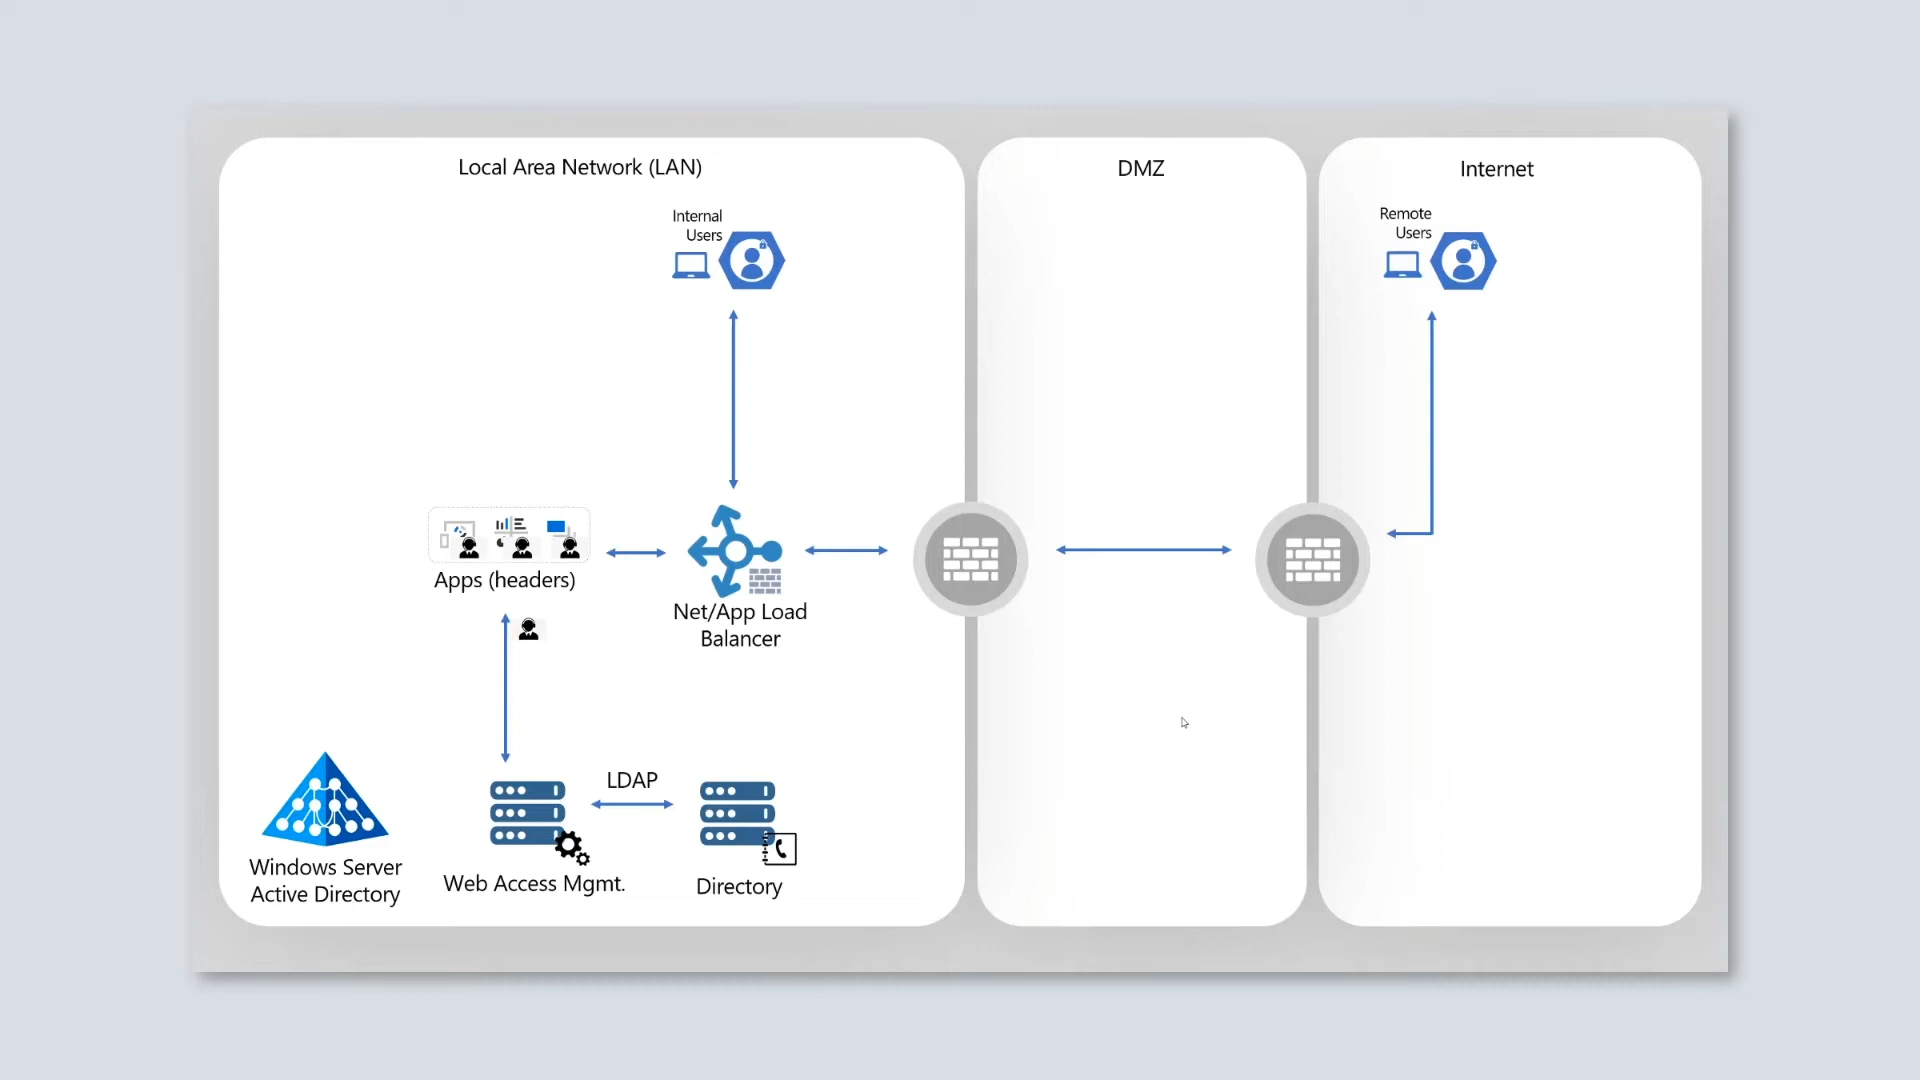 Local Area Network (LAN)
DMZ
Internet
Internal
Users
Remote
Users
Apps (headers)
Net/App Load
Balancer
LDAP
Windows Server
Active Directory
Web Access Mgmt.
Directory